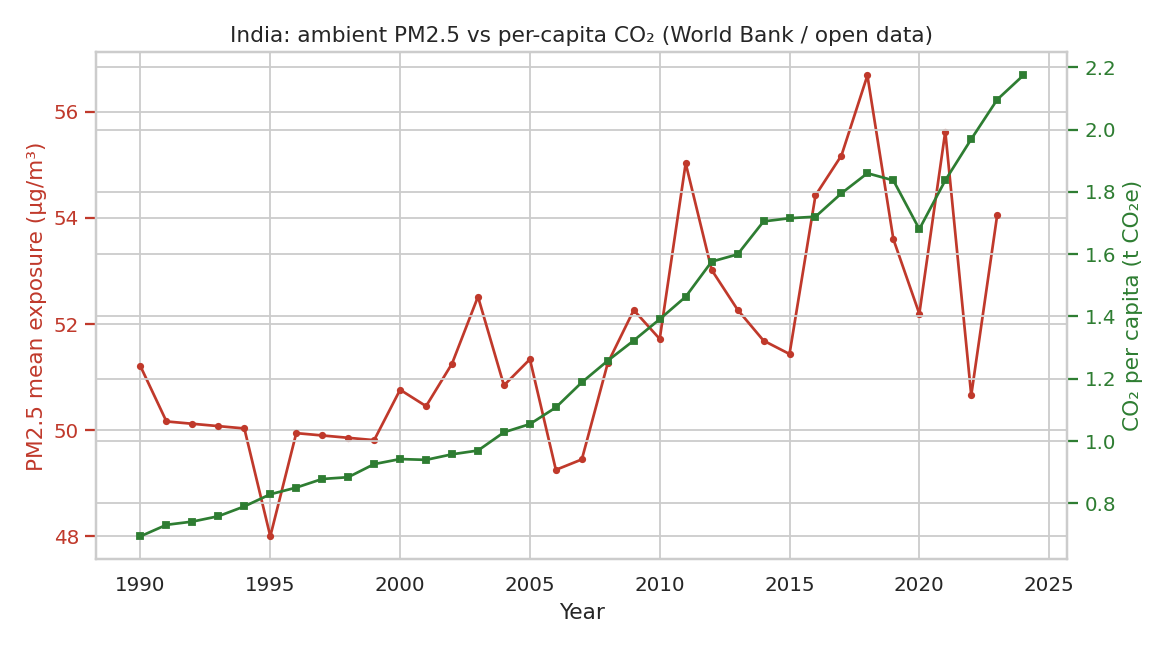 India: ambient PM2.5 vs per-capita CO₂ (World Bank / open data)
PM2.5 mean exposure (µg/m³)
56
54
52
50
48
2.2
2.0
1.8
1.6
1.4
1.2
1.0
0.8
CO₂ per capita (t CO₂e)
1990 1995 2000 2005 2010 2015 2020 2025
Year